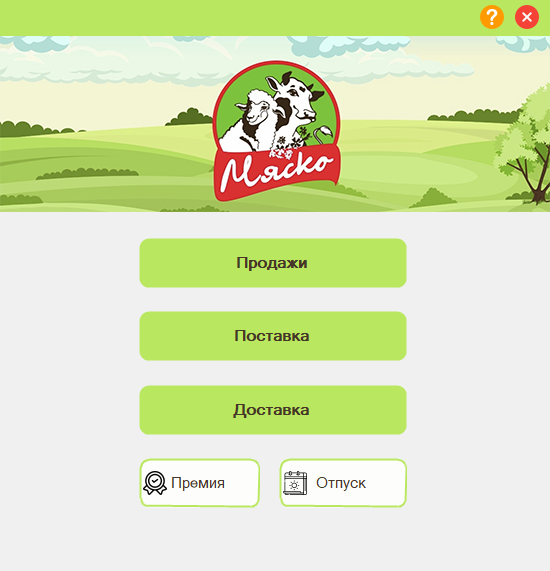 ?
Мяско
Продажи
Поставка
Доставка
Премия
Отпуск